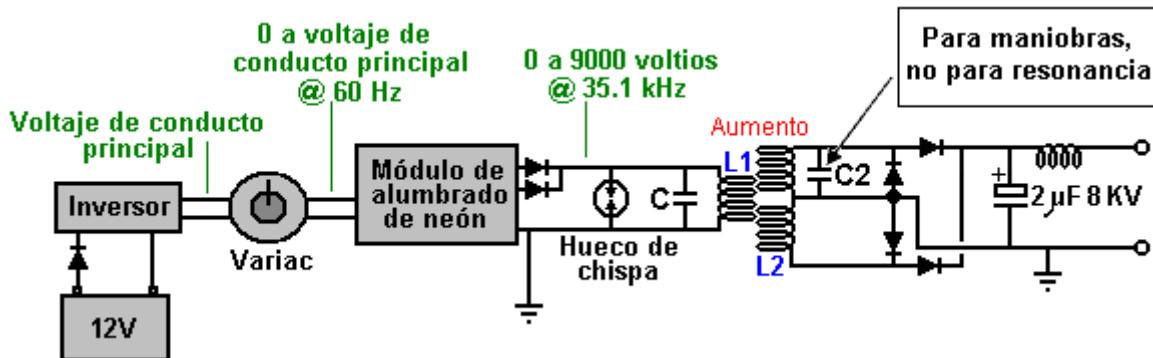 0 a voltaje de
conducto principal
@ 60 Hz
0 a 9000 voltios
@ 35.1 kHz
Para maniobras,
no para resonancia
Voltaje de conducto
principal
Aumento
Inversor
Variac
Módulo de
alumbrado
de neón
Hueco de
chispa
C
L1
L2
C2
+
2 µF 8 KV
12V